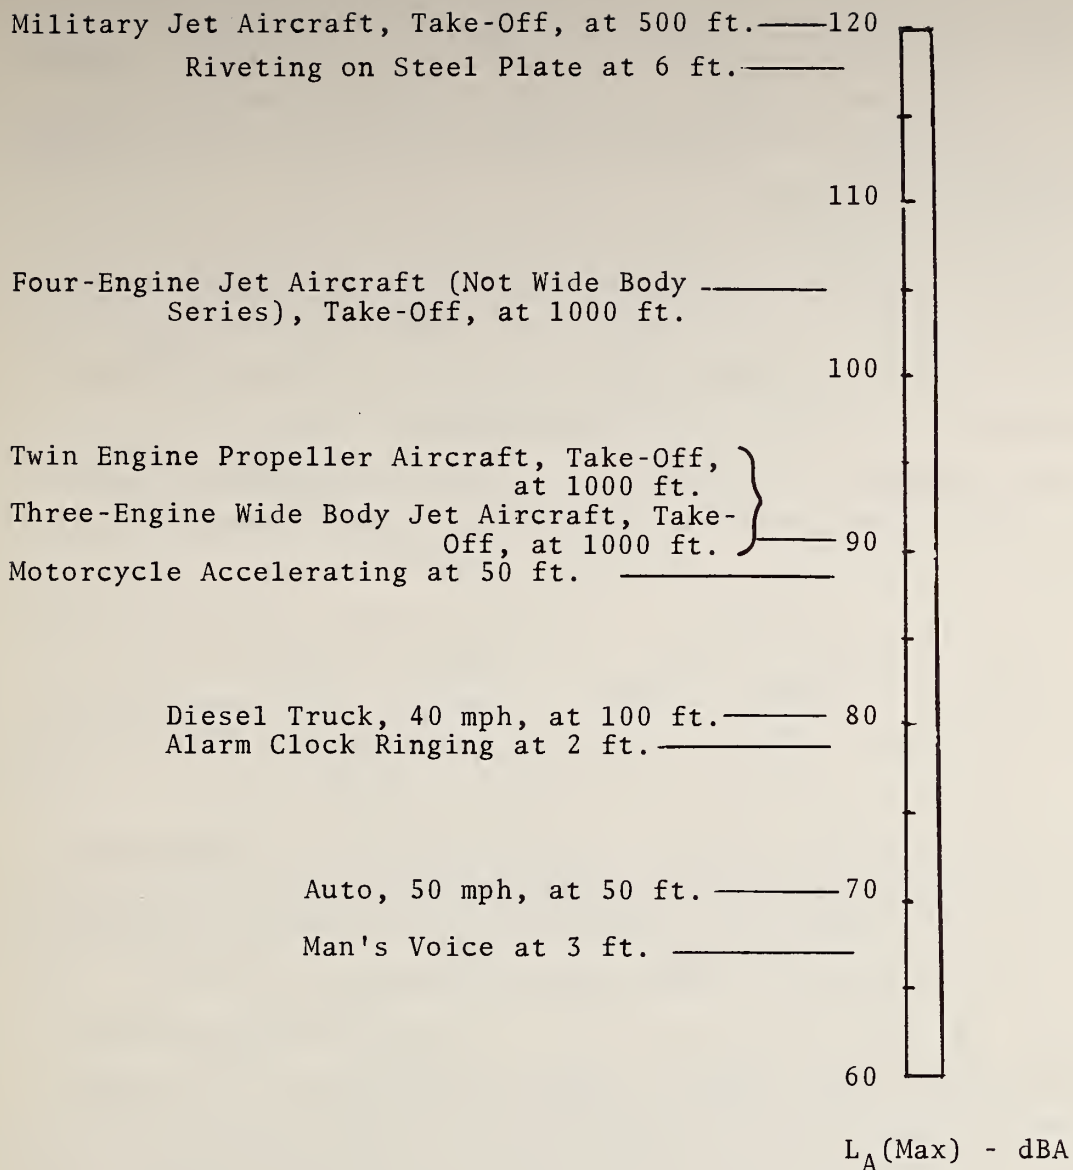 Military Jet Aircraft, Take-Off, at 500 ft. 120
Riveting on Steel Plate at 6 ft.
110
Four-Engine Jet Aircraft (Not Wide Body
Series), Take-Off, at 1000 ft.
100
Twin Engine Propeller Aircraft, Take-Off,
at 1000 ft.
Three-Engine Wide Body Jet Aircraft, Take-
Off, at 1000 ft. 90
Motorcycle Accelerating at 50 ft.
Diesel Truck, 40 mph, at 100 ft. 80
Alarm Clock Ringing at 2 ft.
Auto, 50 mph, at 50 ft. 70
Man's Voice at 3 ft.
60
LA(Max) - dBA